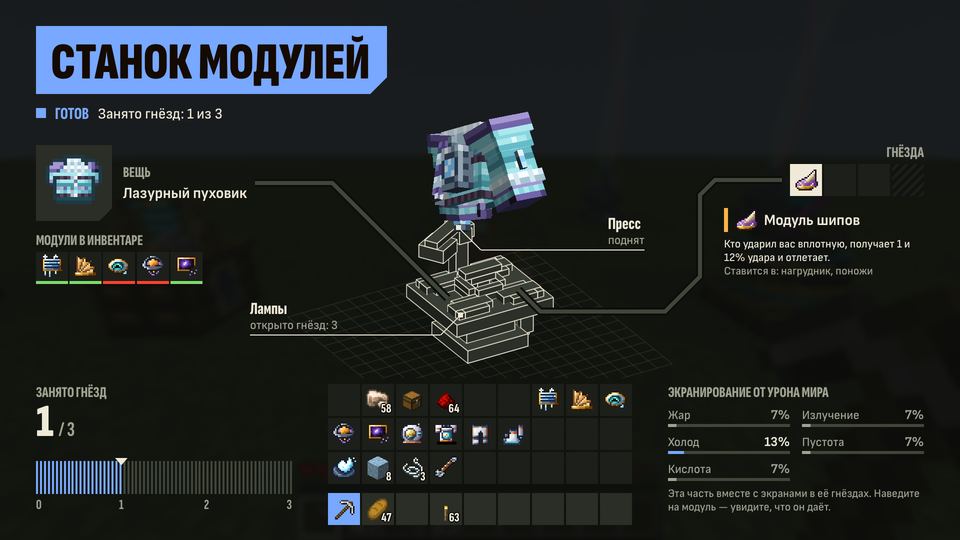 СТАНОК МОДУЛЕЙ
ГОТОВ Занято гнёзд: 1 из 3
ВЕЩЬ
Лазурный пуховик
МОДУЛИ В ИНВЕНТАРЕ
Пресс
поднят
Лампы
открыто гнёзд: 3
ГНЁЗДА
Модуль шипов
Кто ударил вас вплотную, получает 1 и
12% удара и отлетает.
Ставится в: нагрудник, поножи
ЗАНЯТО ГНЁЗД
1 / 3
0 1 2 3
58 64
8 3
47 63
ЭКРАНИРОВАНИЕ ОТ УРОНА МИРА
Жар 7% Излучение 7%
Холод 13% Пустота 7%
Кислота 7%
Эта часть вместе с экранами в её гнёздах. Наведите
на модуль — увидите, что он даёт.